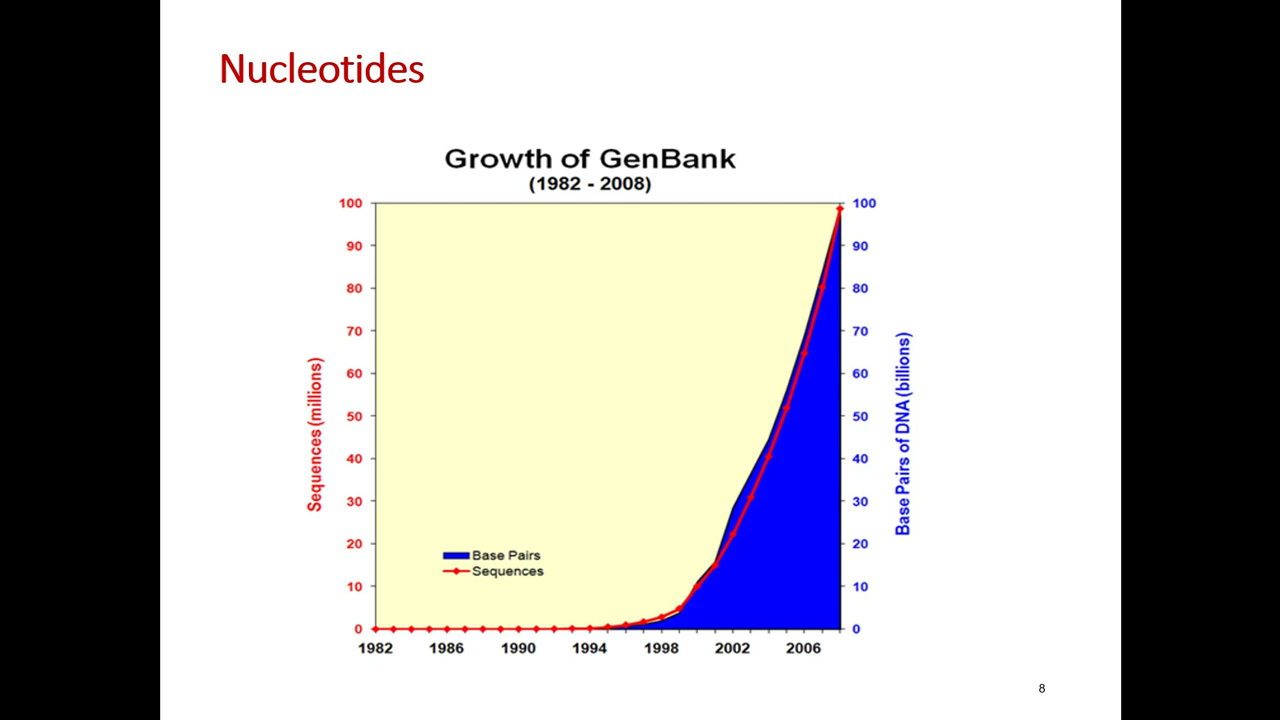 Nucleotides
Growth of GenBank
(1982 - 2008)
100
90
80
70
60
50
40
30
20
10
0
Sequences (millions)
100
90
80
70
60
50
40
30
20
10
0
Base Pairs of DNA (billions)
Base Pairs
Sequences
1982 1986 1990 1994 1998 2002 2006
8